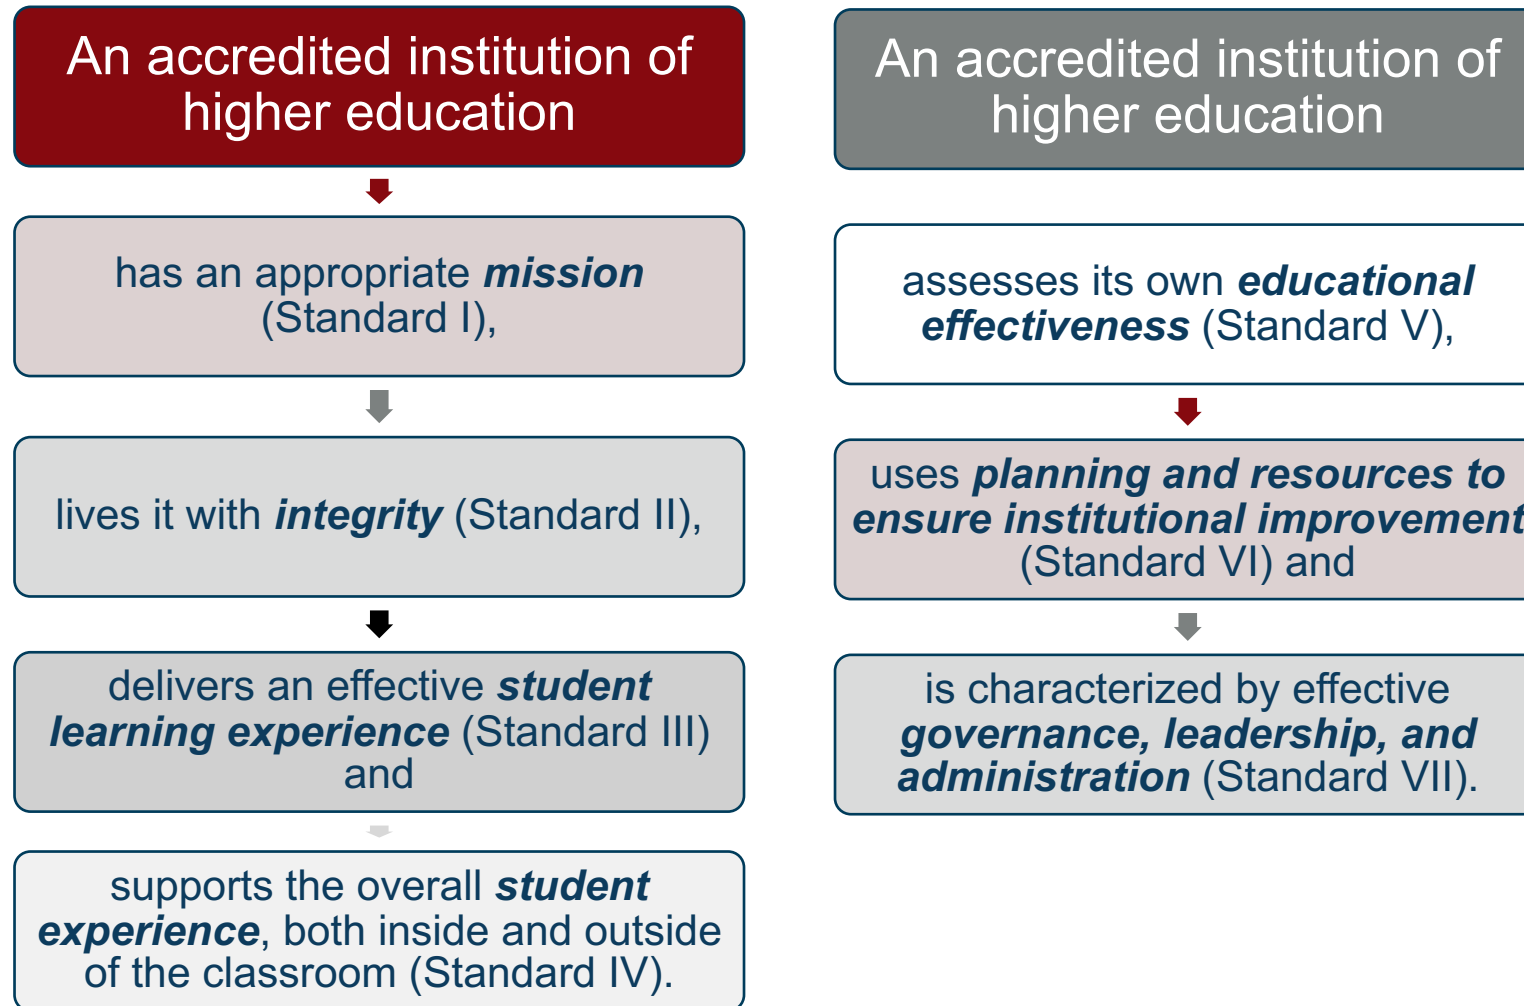 An accredited institution of
higher education
has an appropriate mission
(Standard I),
lives it with integrity (Standard II),
delivers an effective student
learning experience (Standard III)
and
supports the overall student
experience, both inside and outside
of the classroom (Standard IV).
An accredited institution of
higher education
assesses its own educational
effectiveness (Standard V),
uses planning and resources to
ensure institutional improvement
(Standard VI) and
is characterized by effective
governance, leadership, and
administration (Standard VII).